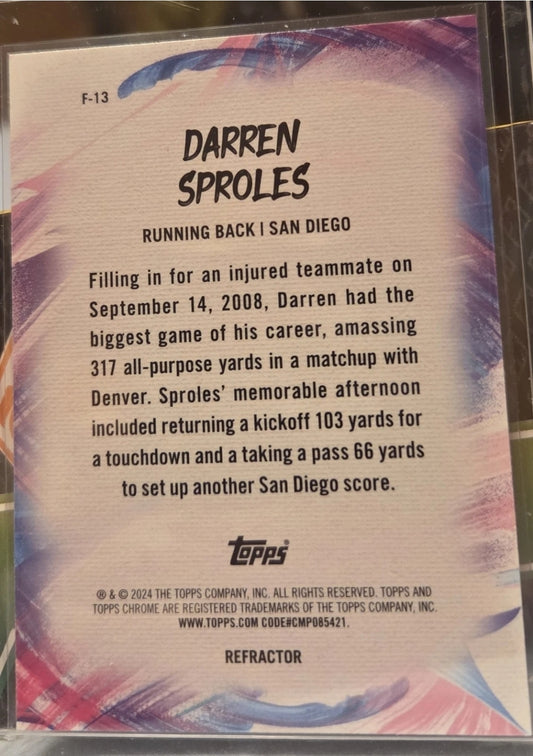 F-13
DARREN
SPROLES
RUNNING BACK | SAN DIEGO
Filling in for an injured teammate on
September 14, 2008, Darren had the
biggest game of his career, amassing
317 all-purpose yards in a matchup with
Denver. Sproles’ memorable afternoon
included returning a kickoff 103 yards for
a touchdown and a taking a pass 66 yards
to set up another San Diego score.
Topps®
® & © 2024 THE TOPPS COMPANY, INC. ALL RIGHTS RESERVED. TOPPS AND
TOPPS CHROME ARE REGISTERED TRADEMARKS OF THE TOPPS COMPANY, INC.
WWW.TOPPS.COM CODE#CMP085421.
REFRACTOR